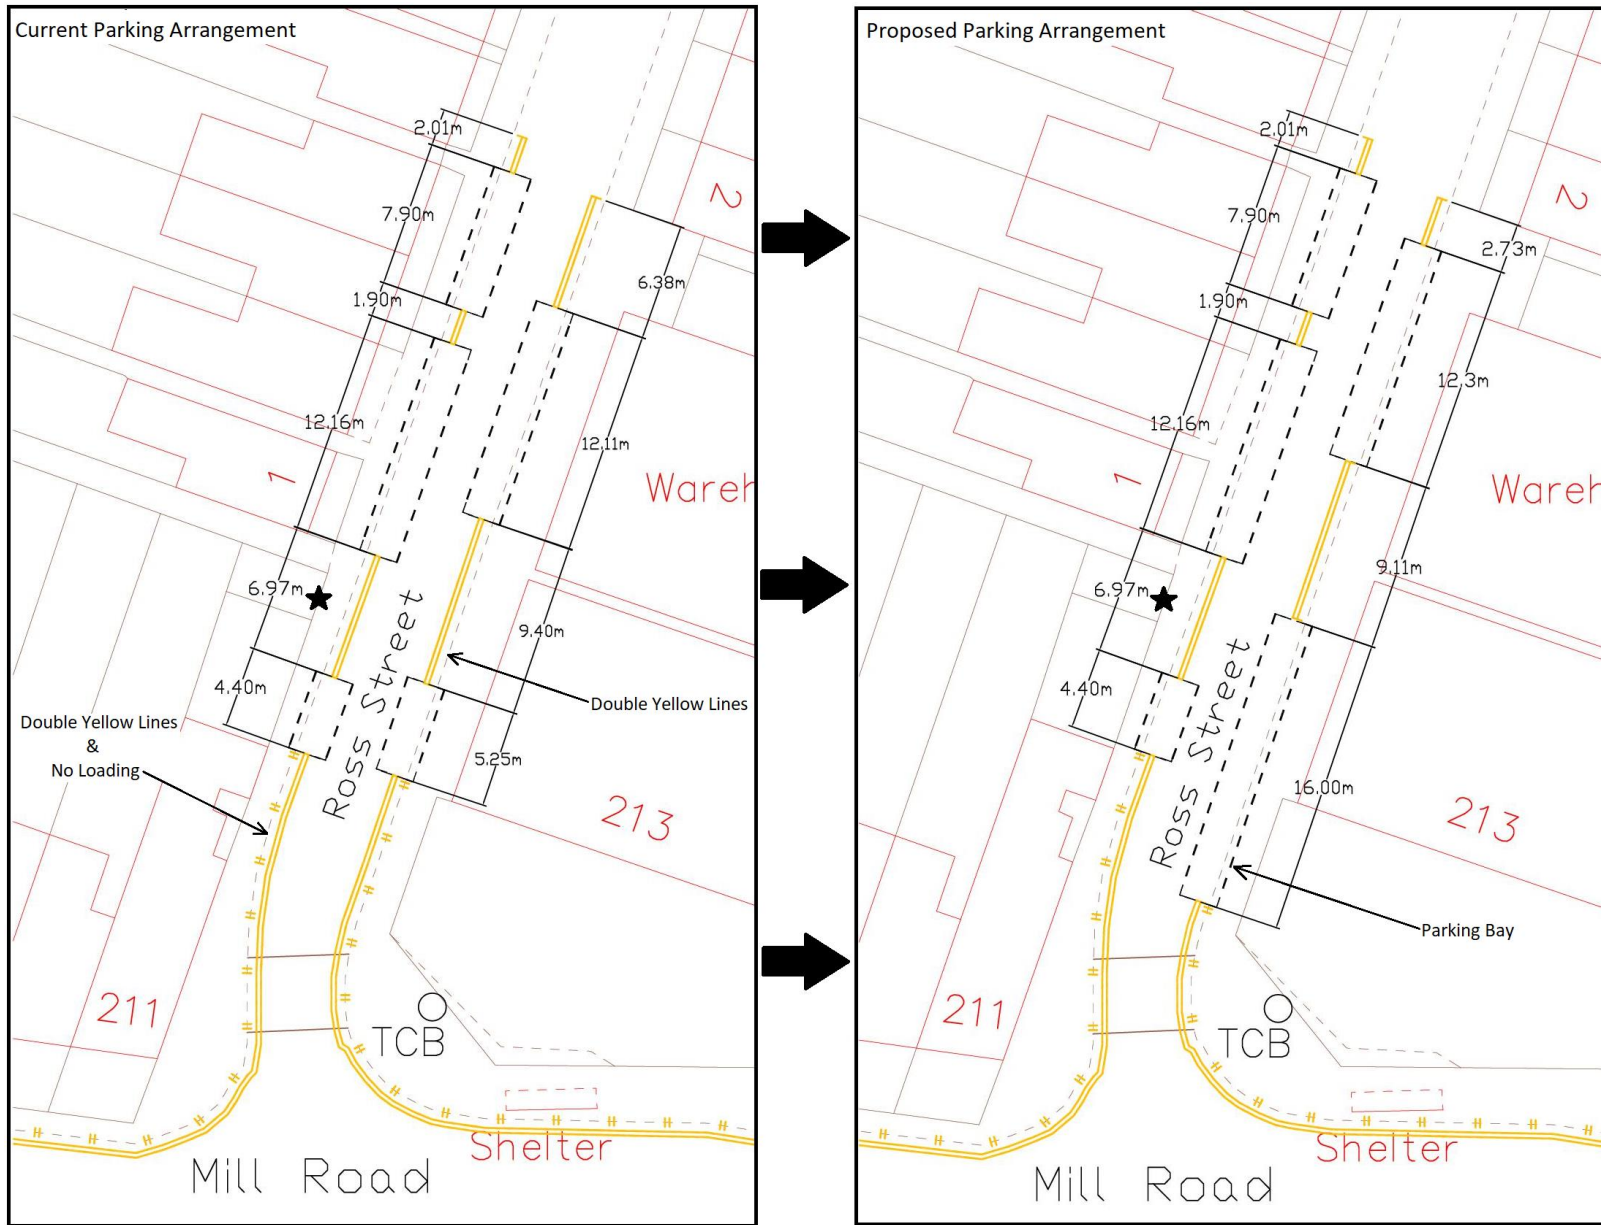 Current Parking Arrangement
2.01m
7.90m
1.90m
12.16m
6.97m
4.40m
1
2
6.38m
12.11m
Wareh
9.40m
5.25m
Double Yellow Lines
Double Yellow Lines
&
No Loading
Ross Street
213
211
TCB
Shelter
Mill Road
Proposed Parking Arrangement
2.01m
7.90m
1.90m
12.16m
6.97m
4.40m
1
2
2.73m
12.3m
Wareh
9.11m
16.00m
Ross Street
213
Parking Bay
211
TCB
Shelter
Mill Road